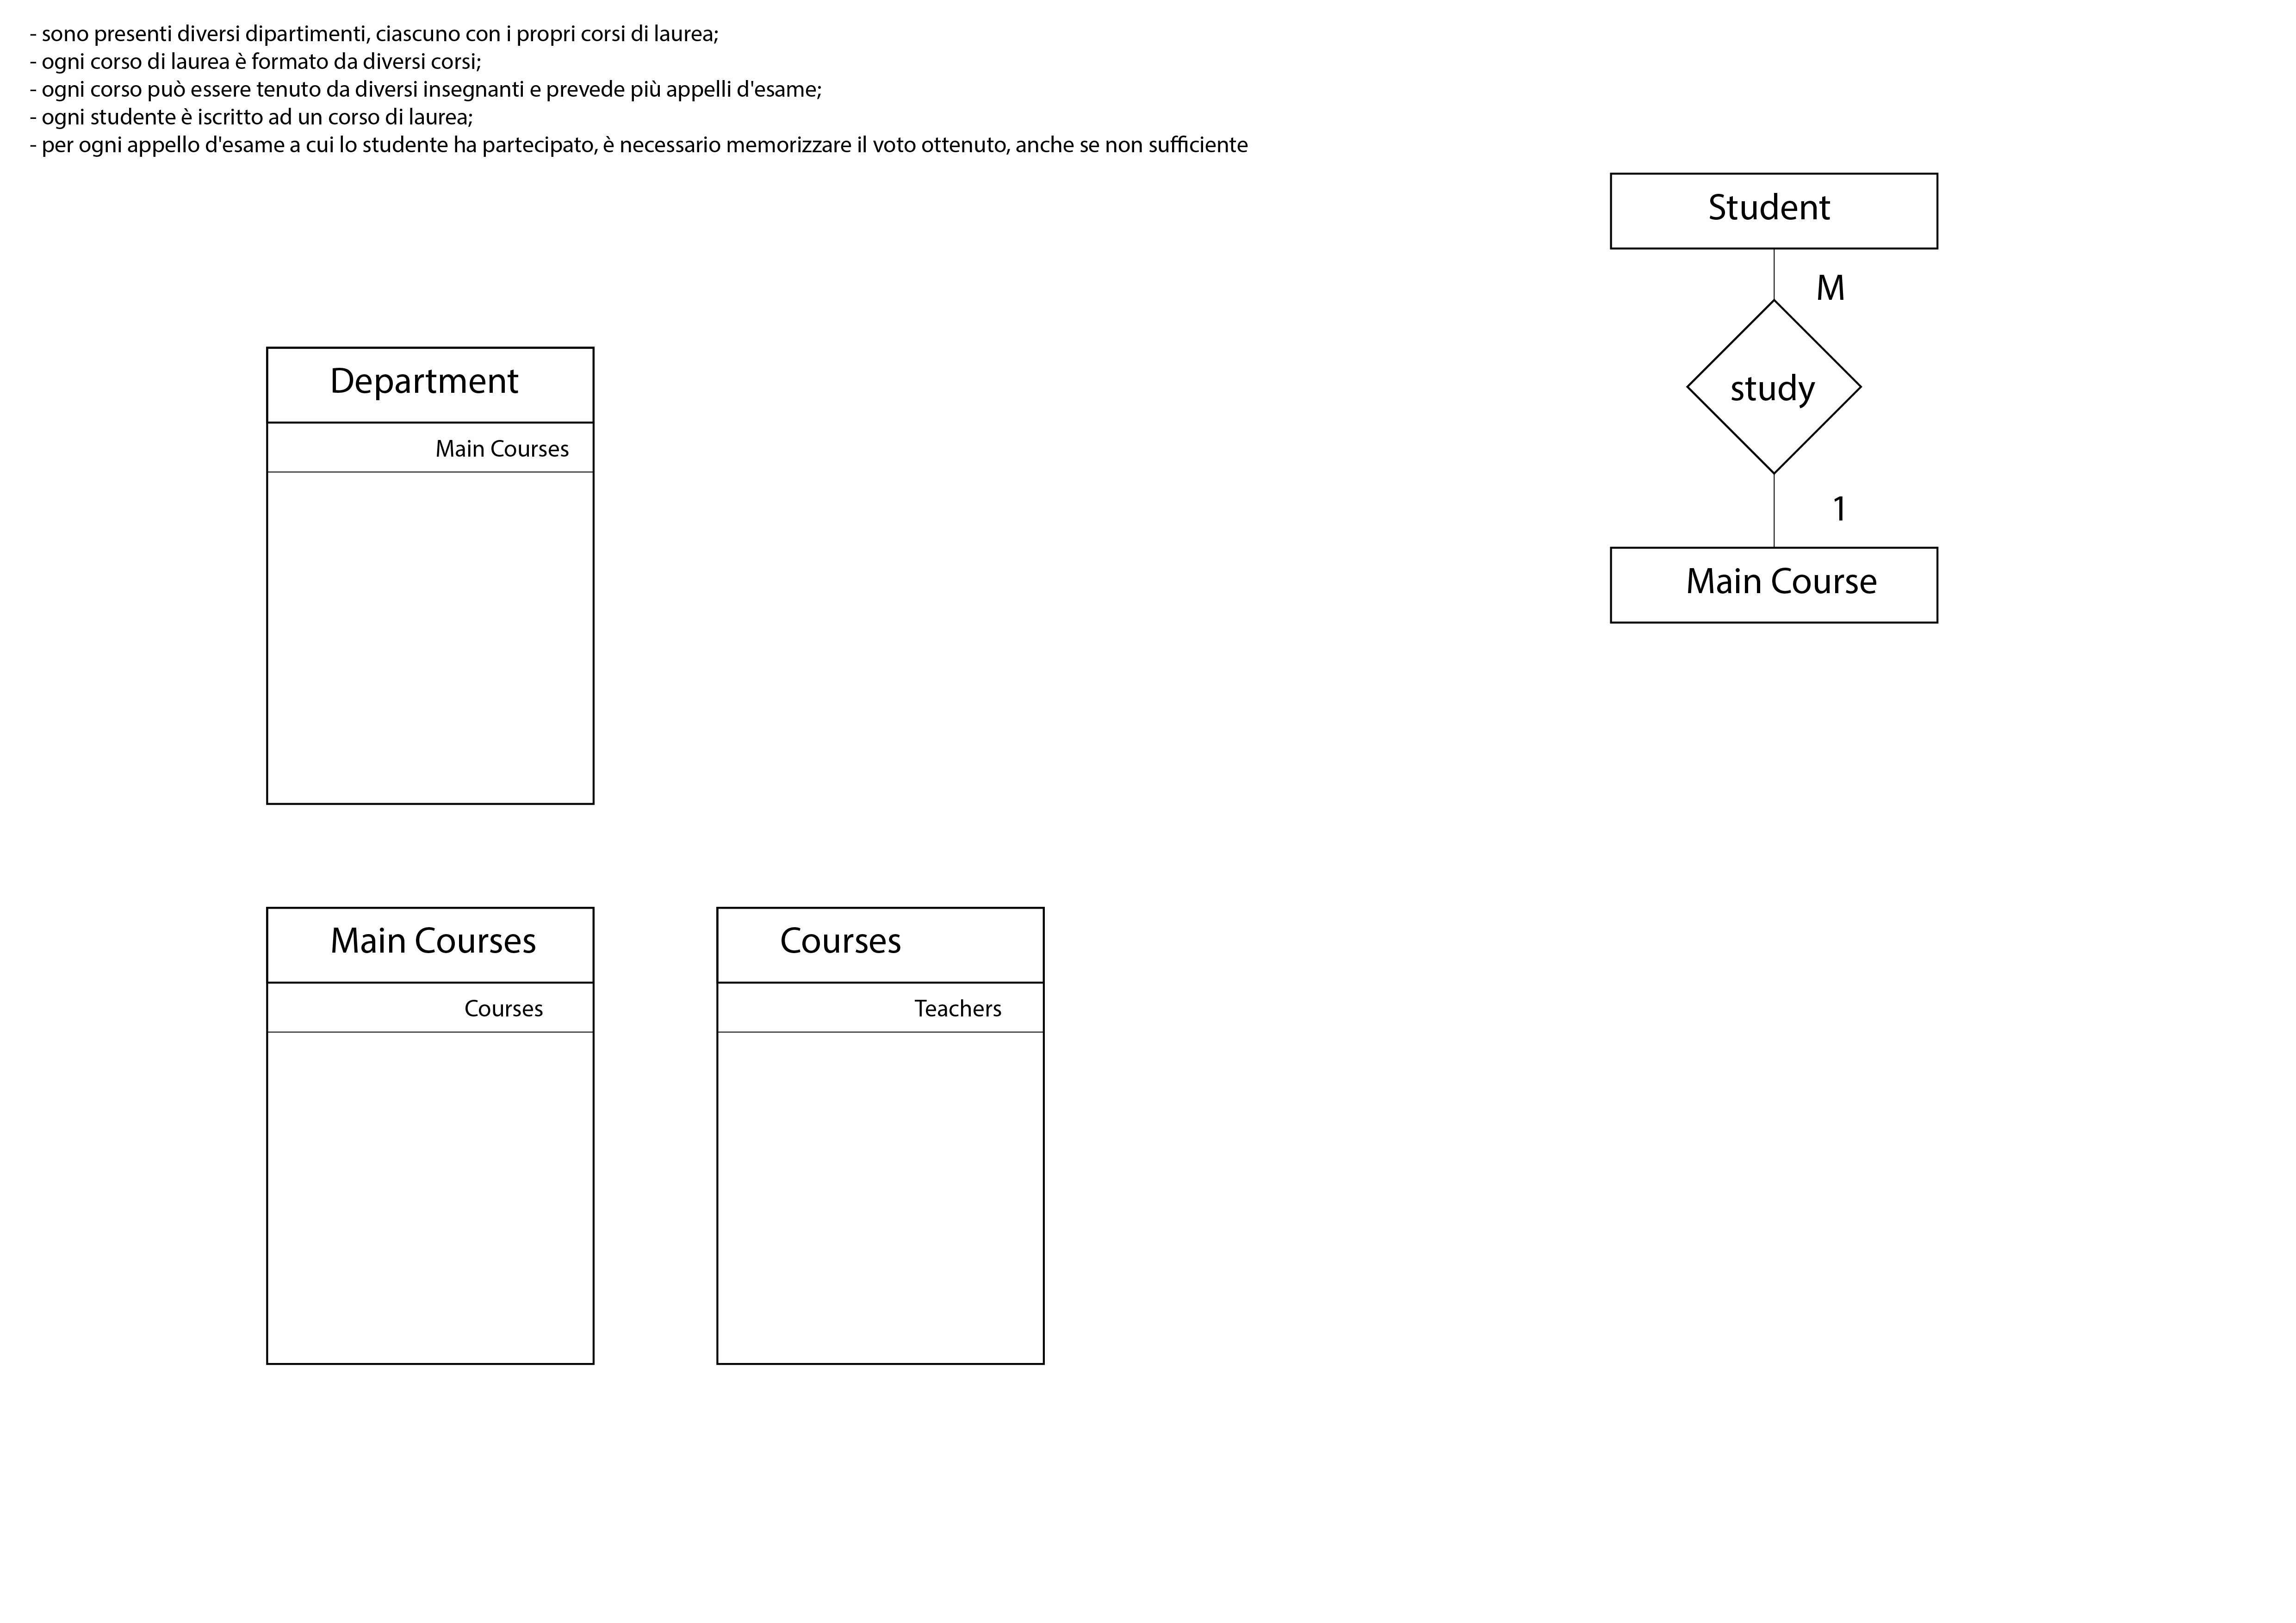 - sono presenti diversi dipartimenti, ciascuno con i propri corsi di laurea;
- ogni corso di laurea è formato da diversi corsi;
- ogni corso può essere tenuto da diversi insegnanti e prevede più appelli d'esame;
- ogni studente è iscritto ad un corso di laurea;
- per ogni appello d'esame a cui lo studente ha partecipato, è necessario memorizzare il voto ottenuto, anche se non sufficiente
Student
M
study
1
Main Course
Department
Main Courses
Main Courses
Courses
Courses
Teachers